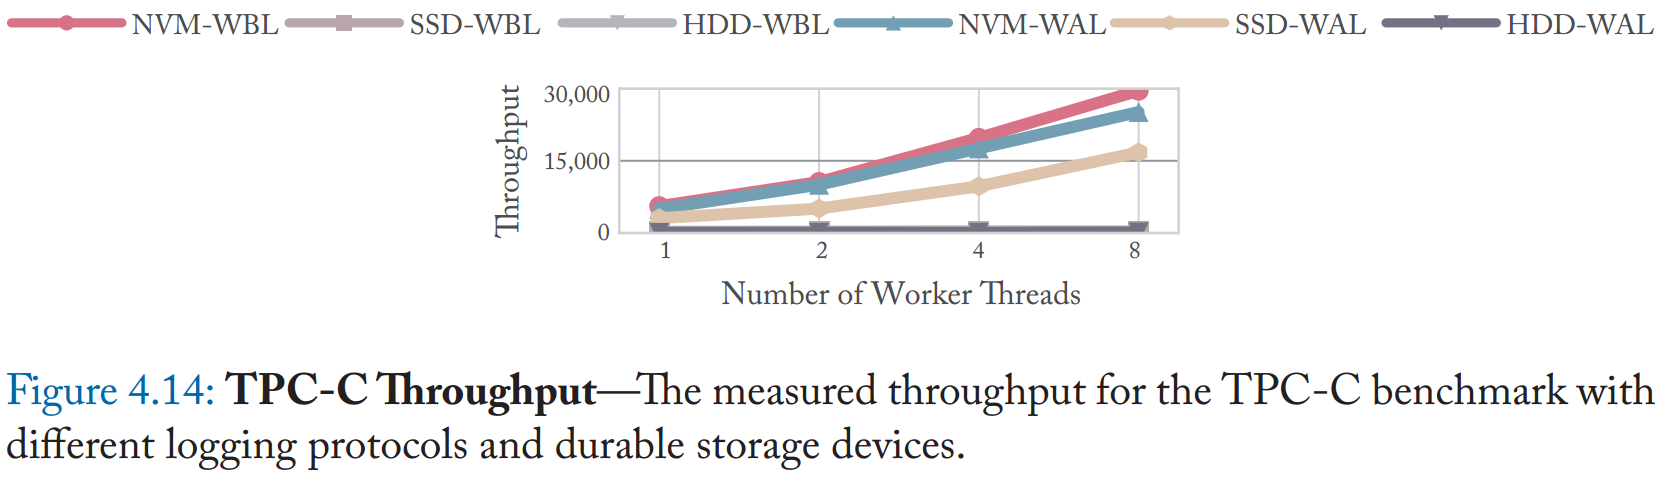 NVM-WBL SSD-WBL HDD-WBL NVM-WAL SSD-WAL HDD-WAL
Throughput
30,000
15,000
0
1 2 4 8
Number of Worker Threads
Figure 4.14: TPC-C Throughput—The measured throughput for the TPC-C benchmark with
different logging protocols and durable storage devices.